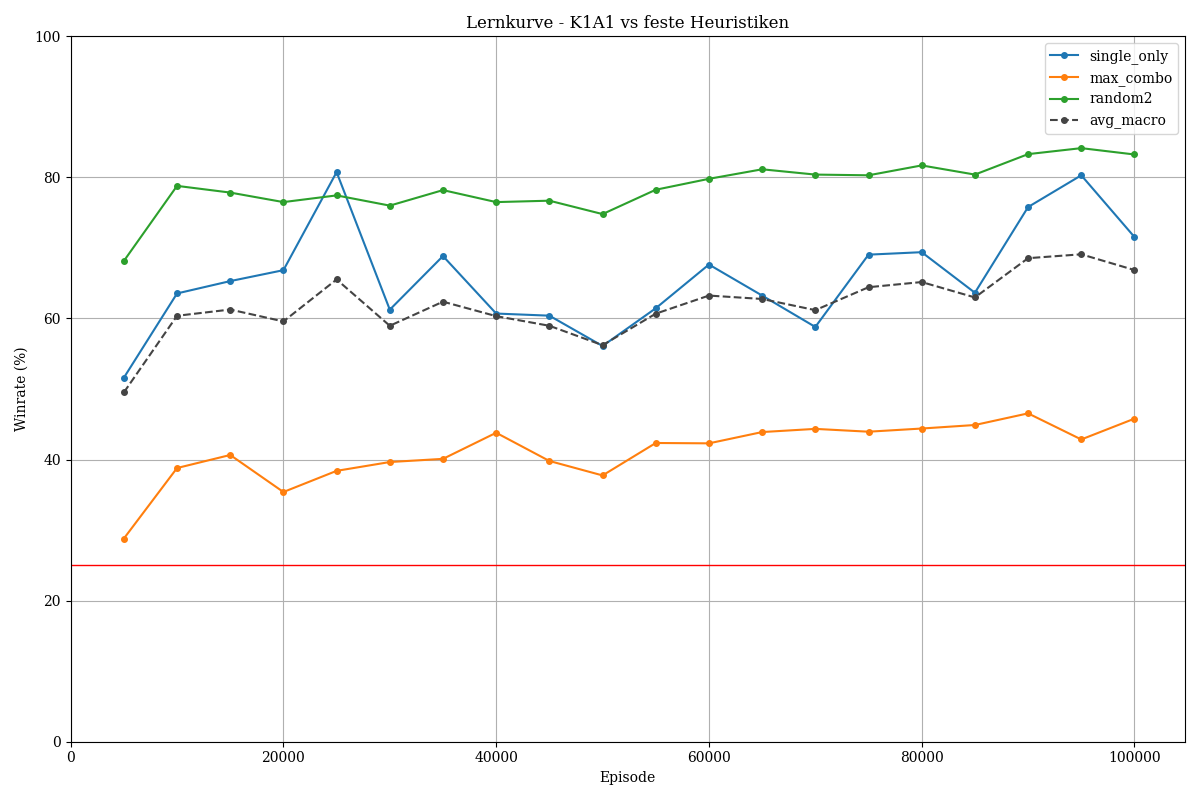 Lernkurve - K1A1 vs feste Heuristiken
single_only
max_combo
random2
avg_macro
Winrate (%)
100
80
60
40
20
0
0 20000 40000 60000 80000 100000
Episode